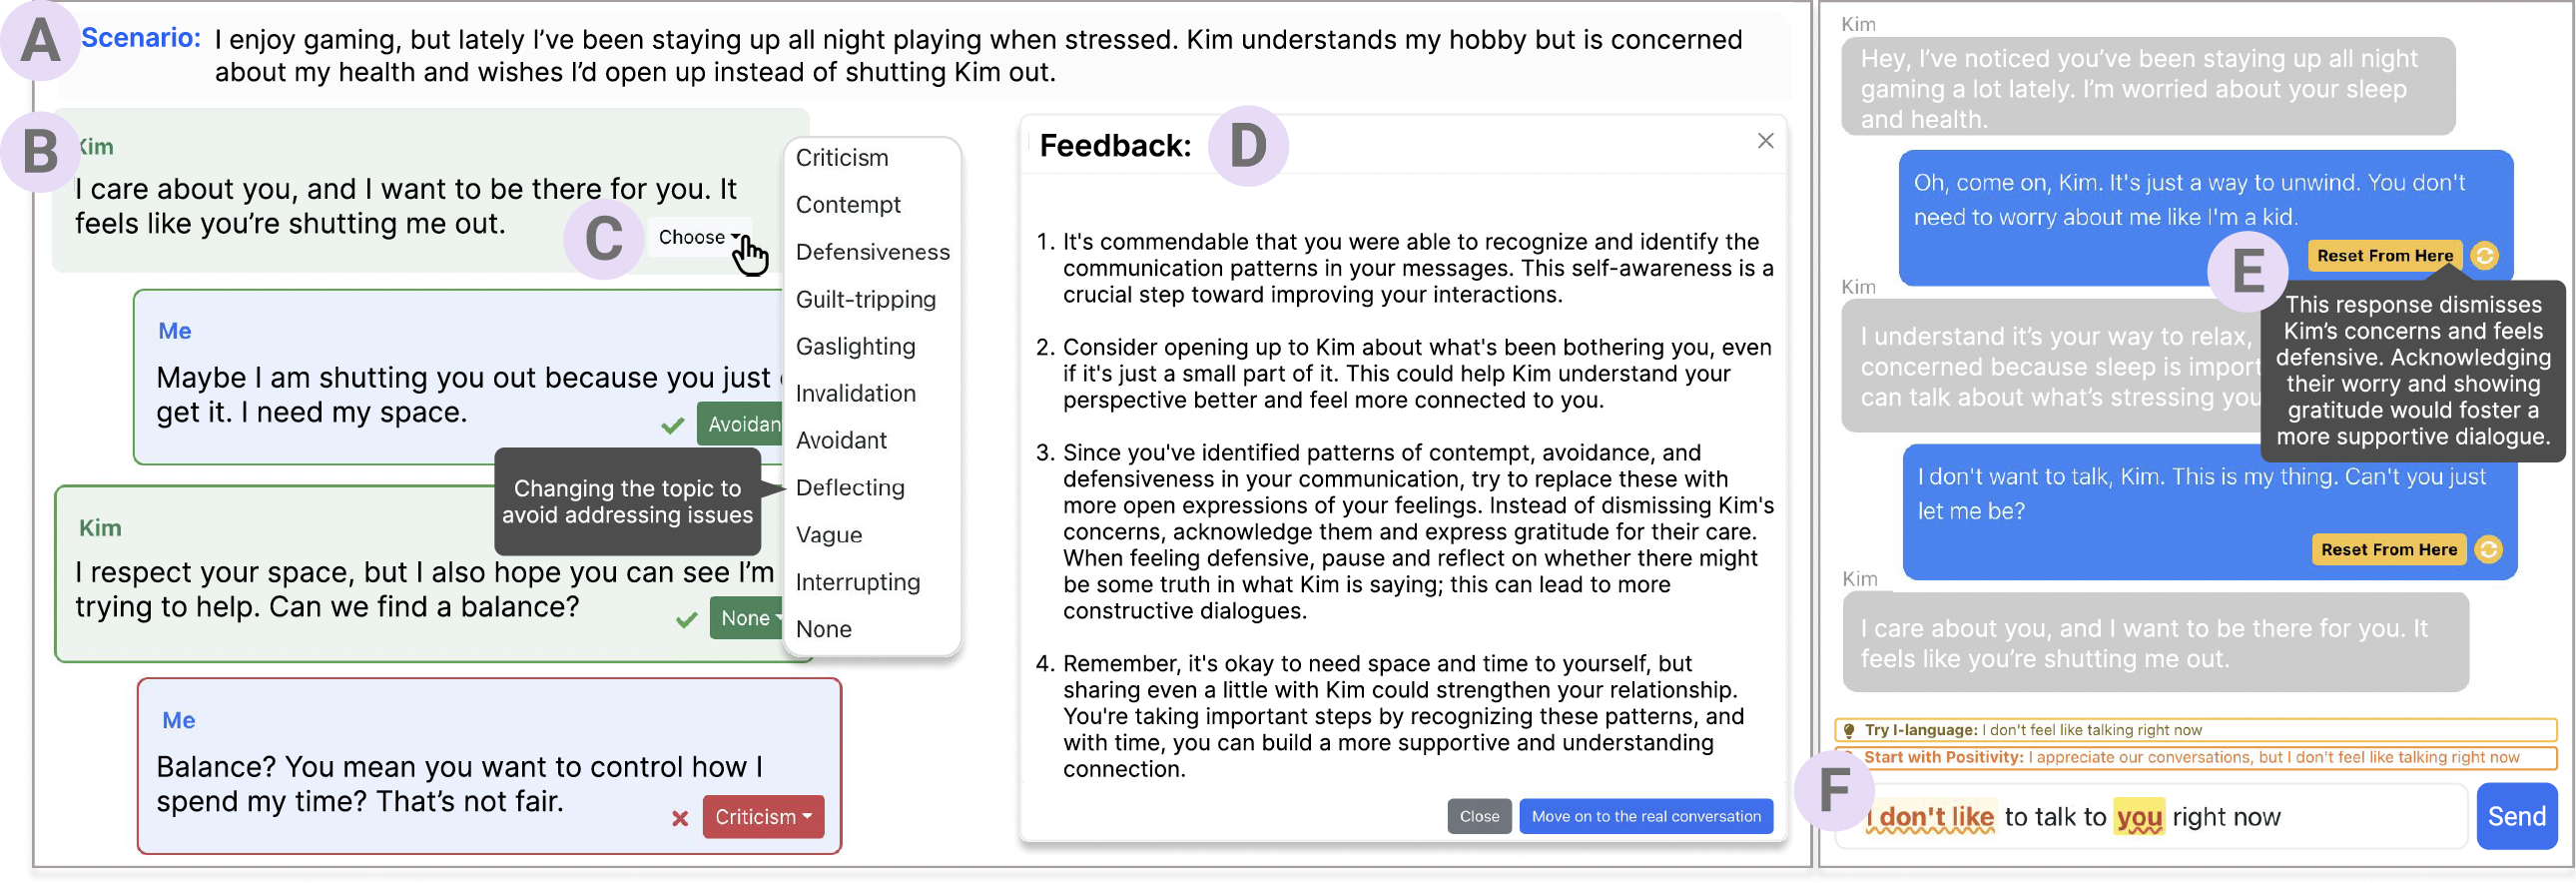 A
Scenario: I enjoy gaming, but lately I've been staying up all night playing when stressed. Kim understands my hobby but is concerned
about my health and wishes I'd open up instead of shutting Kim out.
B
Kim
I care about you, and I want to be there for you. It
feels like you're shutting me out.
C
Choose
Me
Maybe I am shutting you out because you just
get it. I need my space.
Avoidan
Changing the topic to
avoid addressing issues
Kim
I respect your space, but I also hope you can see I'm
trying to help. Can we find a balance?
None
Me
Balance? You mean you want to control how I
spend my time? That's not fair.
Criticism
Criticism
Contempt
Defensiveness
Guilt-tripping
Gaslighting
Invalidation
Avoidant
Deflecting
Vague
Interrupting
None
Feedback:
D
1. It's commendable that you were able to recognize and identify the
communication patterns in your messages. This self-awareness is a
crucial step toward improving your interactions.
2. Consider opening up to Kim about what's been bothering you, even
if it's just a small part of it. This could help Kim understand your
perspective better and feel more connected to you.
3. Since you've identified patterns of contempt, avoidance, and
defensiveness in your communication, try to replace these with
more open expressions of your feelings. Instead of dismissing Kim's
concerns, acknowledge them and express gratitude for their care.
When feeling defensive, pause and reflect on whether there might
be some truth in what Kim is saying; this can lead to more
constructive dialogues.
4. Remember, it's okay to need space and time to yourself, but
sharing even a little with Kim could strengthen your relationship.
You're taking important steps by recognizing these patterns, and
with time, you can build a more supportive and understanding
connection.
Close
Move on to the real conversation
Kim
Hey, I've noticed you've been staying up all night
gaming a lot lately. I'm worried about your sleep
and health.
Oh, come on, Kim. It's just a way to unwind. You don't
need to worry about me like I'm a kid.
Reset From Here
E
This response dismisses
Kim's concerns and feels
defensive. Acknowledging
their worry and showing
gratitude would foster a
more supportive dialogue.
Kim
I understand it's your way to relax,
concerned because sleep is import
can talk about what's stressing you
I don't want to talk, Kim. This is my thing. Can't you just
let me be?
Reset From Here
Kim
I care about you, and I want to be there for you. It
feels like you're shutting me out.
Try I-language: I don't feel like talking right now
Start with Positivity: I appreciate our conversations, but I don't feel like talking right now
F
I don't like to talk to you right now
Send